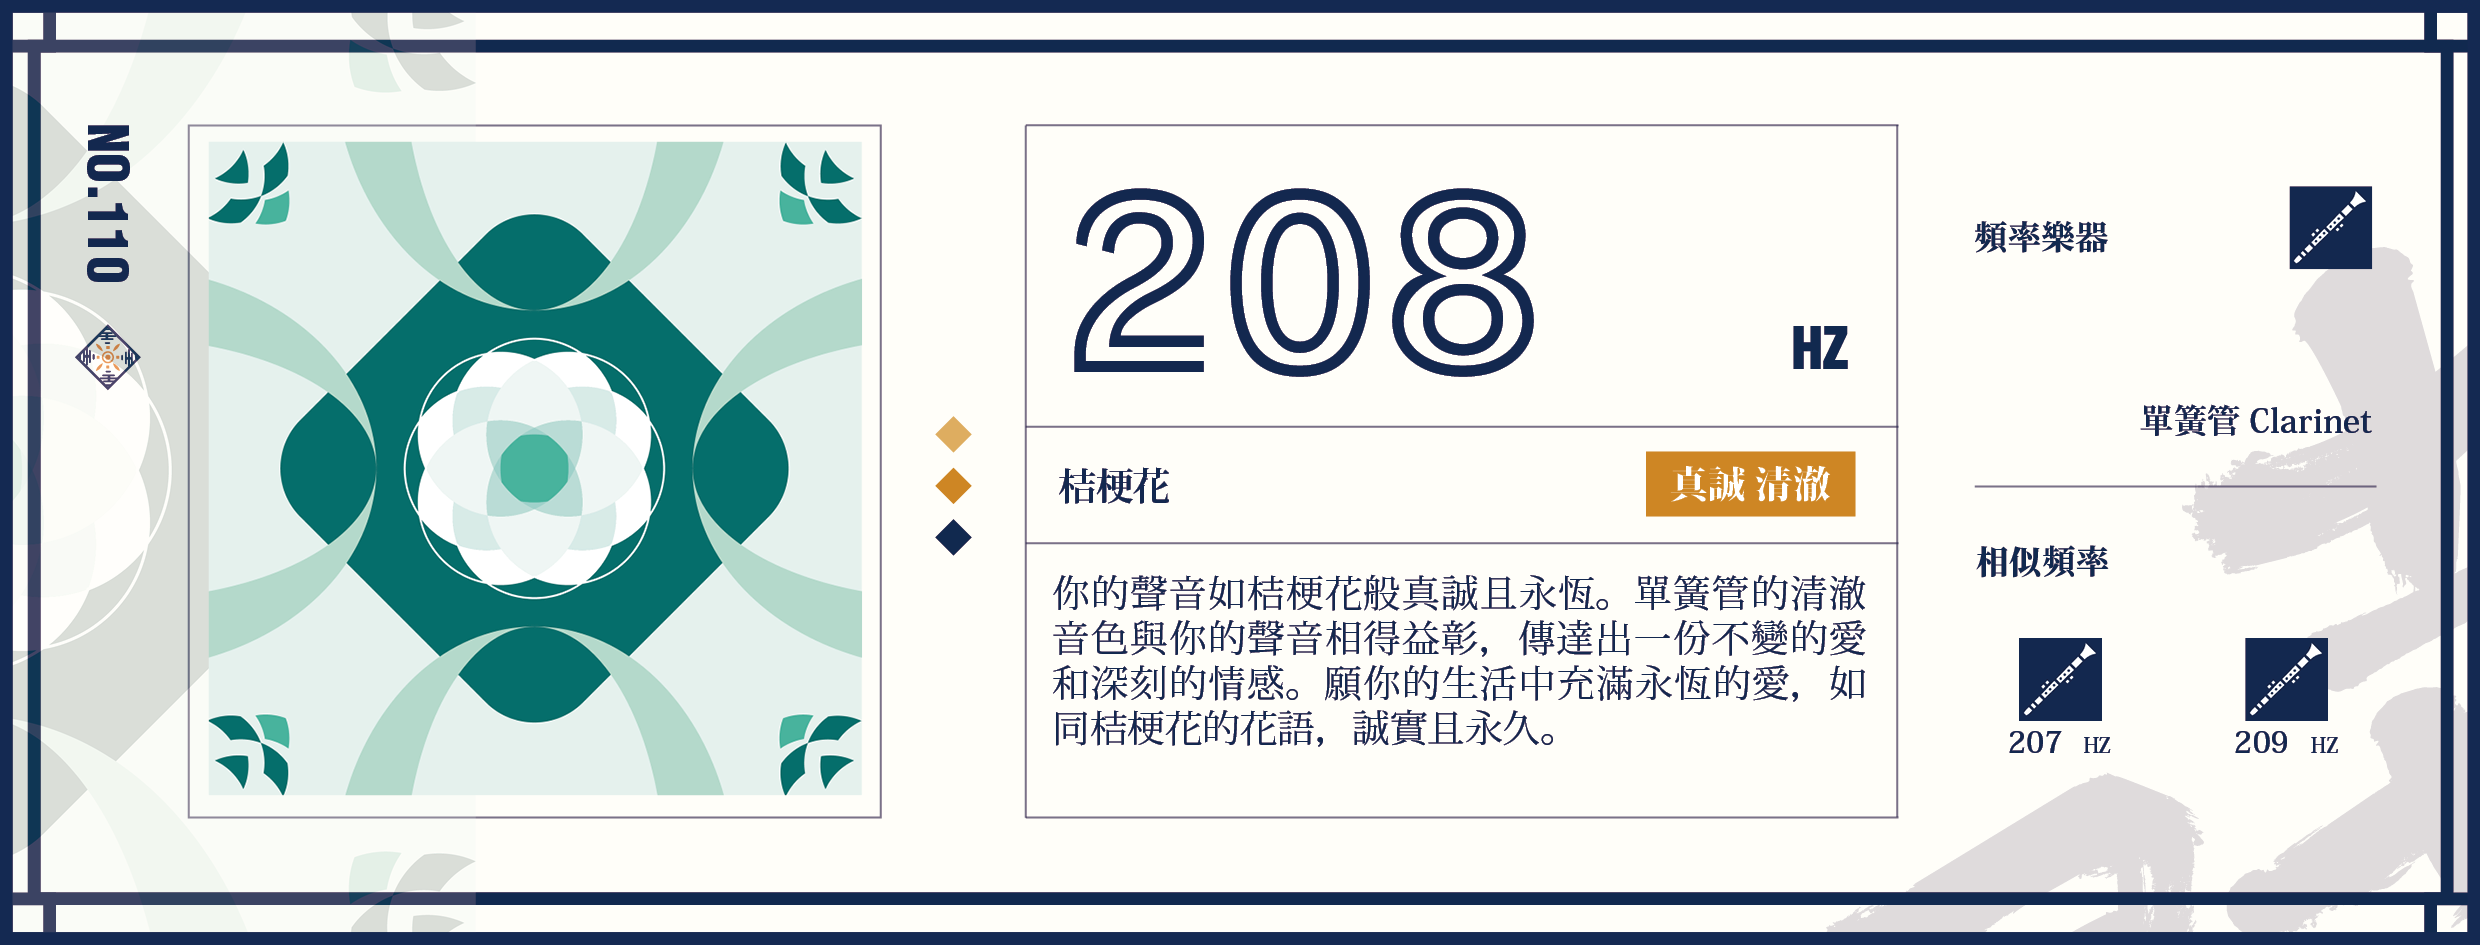 NO.110
208
HZ
桔梗花
真誠 清澈
你的聲音如桔梗花般真誠且永恆。單簧管的清澈
音色與你的聲音相得益彰，傳達出一份不變的愛
和深刻的情感。願你的生活中充滿永恆的愛，如
同桔梗花的花語，誠實且永久。
頻率樂器
單簧管 Clarinet
相似頻率
207 HZ
209 HZ